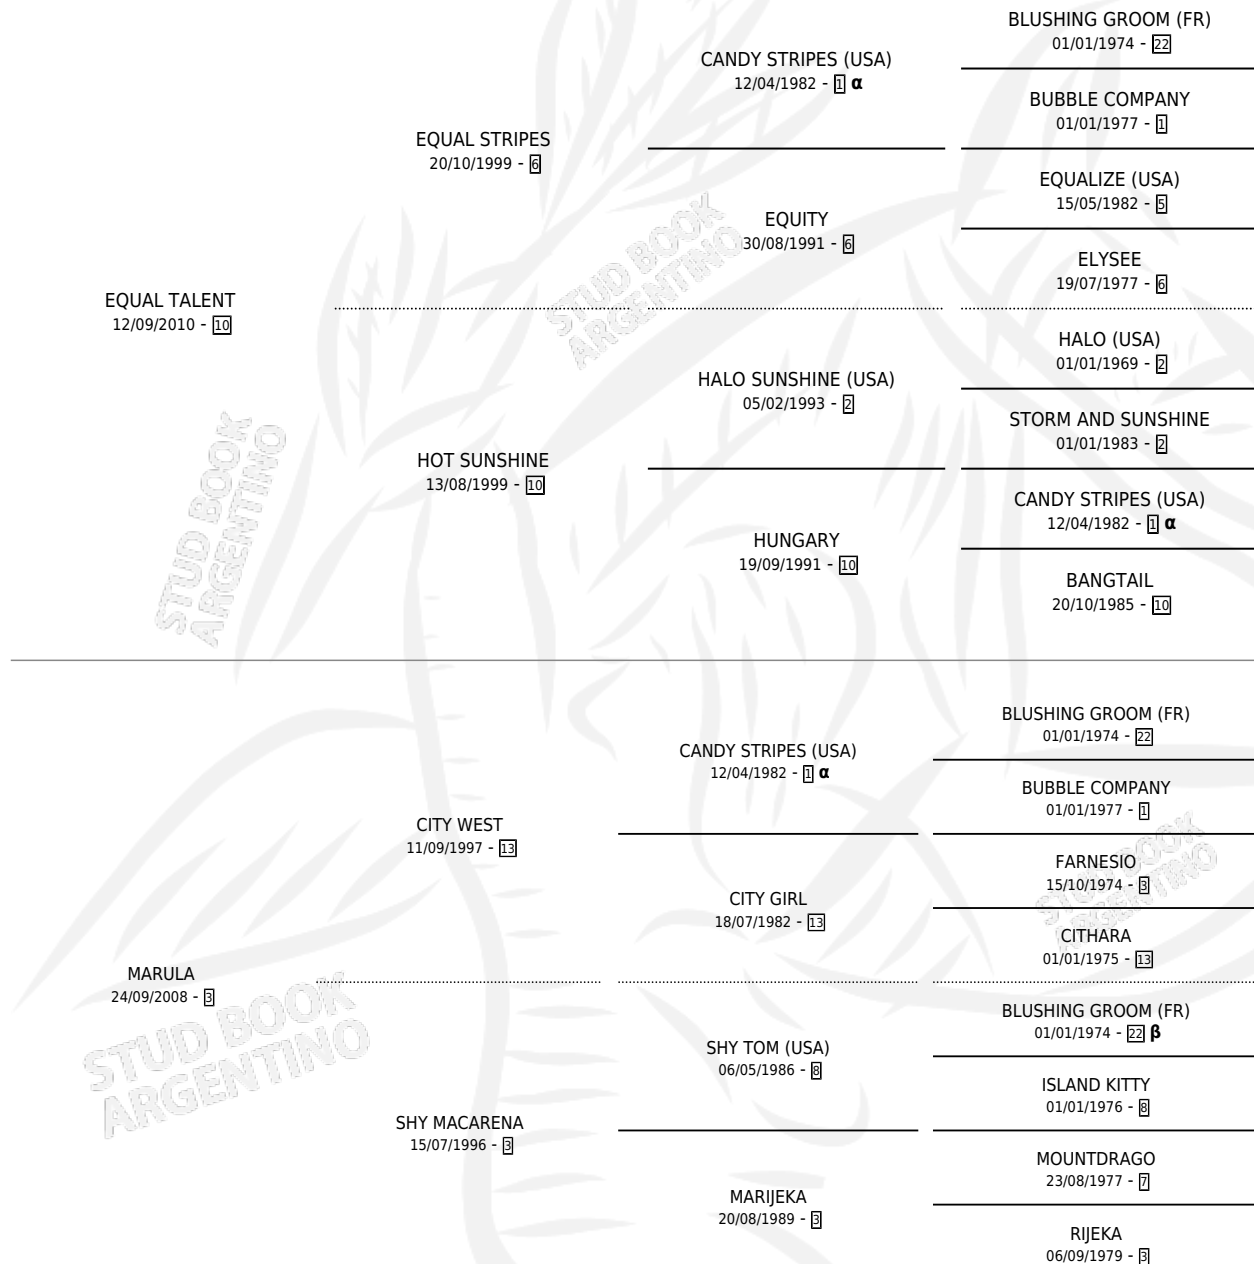 BLUSHING GROOM (FR)
01/01/1974 - 22
CANDY STRIPES (USA)
12/04/1982 - 1 α
BUBBLE COMPANY
01/01/1977 - 1
EQUAL STRIPES
20/10/1999 - 6
EQUALIZE (USA)
15/05/1982 - 5
EQUITY
30/08/1991 - 6
ELYSEE
19/07/1977 - 6
EQUAL TALENT
12/09/2010 - 10
HALO (USA)
01/01/1969 - 2
HALO SUNSHINE (USA)
05/02/1993 - 2
STORM AND SUNSHINE
01/01/1983 - 2
HOT SUNSHINE
13/08/1999 - 10
CANDY STRIPES (USA)
12/04/1982 - 1 α
HUNGARY
19/09/1991 - 10
BANGTAIL
20/10/1985 - 10
STUD BOOK
ARGENTINO
STUD BOOK
ARGENTINO
BLUSHING GROOM (FR)
01/01/1974 - 22
CANDY STRIPES (USA)
12/04/1982 - 1 α
BUBBLE COMPANY
01/01/1977 - 1
CITY WEST
11/09/1997 - 13
FARNESIO
15/10/1974 - 3
CITY GIRL
18/07/1982 - 13
CITHARA
01/01/1975 - 13
MARULA
24/09/2008 - 3
BLUSHING GROOM (FR)
01/01/1974 - 22 β
SHY TOM (USA)
06/05/1986 - 8
ISLAND KITTY
01/01/1976 - 8
SHY MACARENA
15/07/1996 - 3
MOUNTDRAGO
23/08/1977 - 7
MARIJEKA
20/08/1989 - 3
RIJEKA
06/09/1979 - 3
STUD BOOK
ARGENTINO
STUD BOOK
ARGENTINO